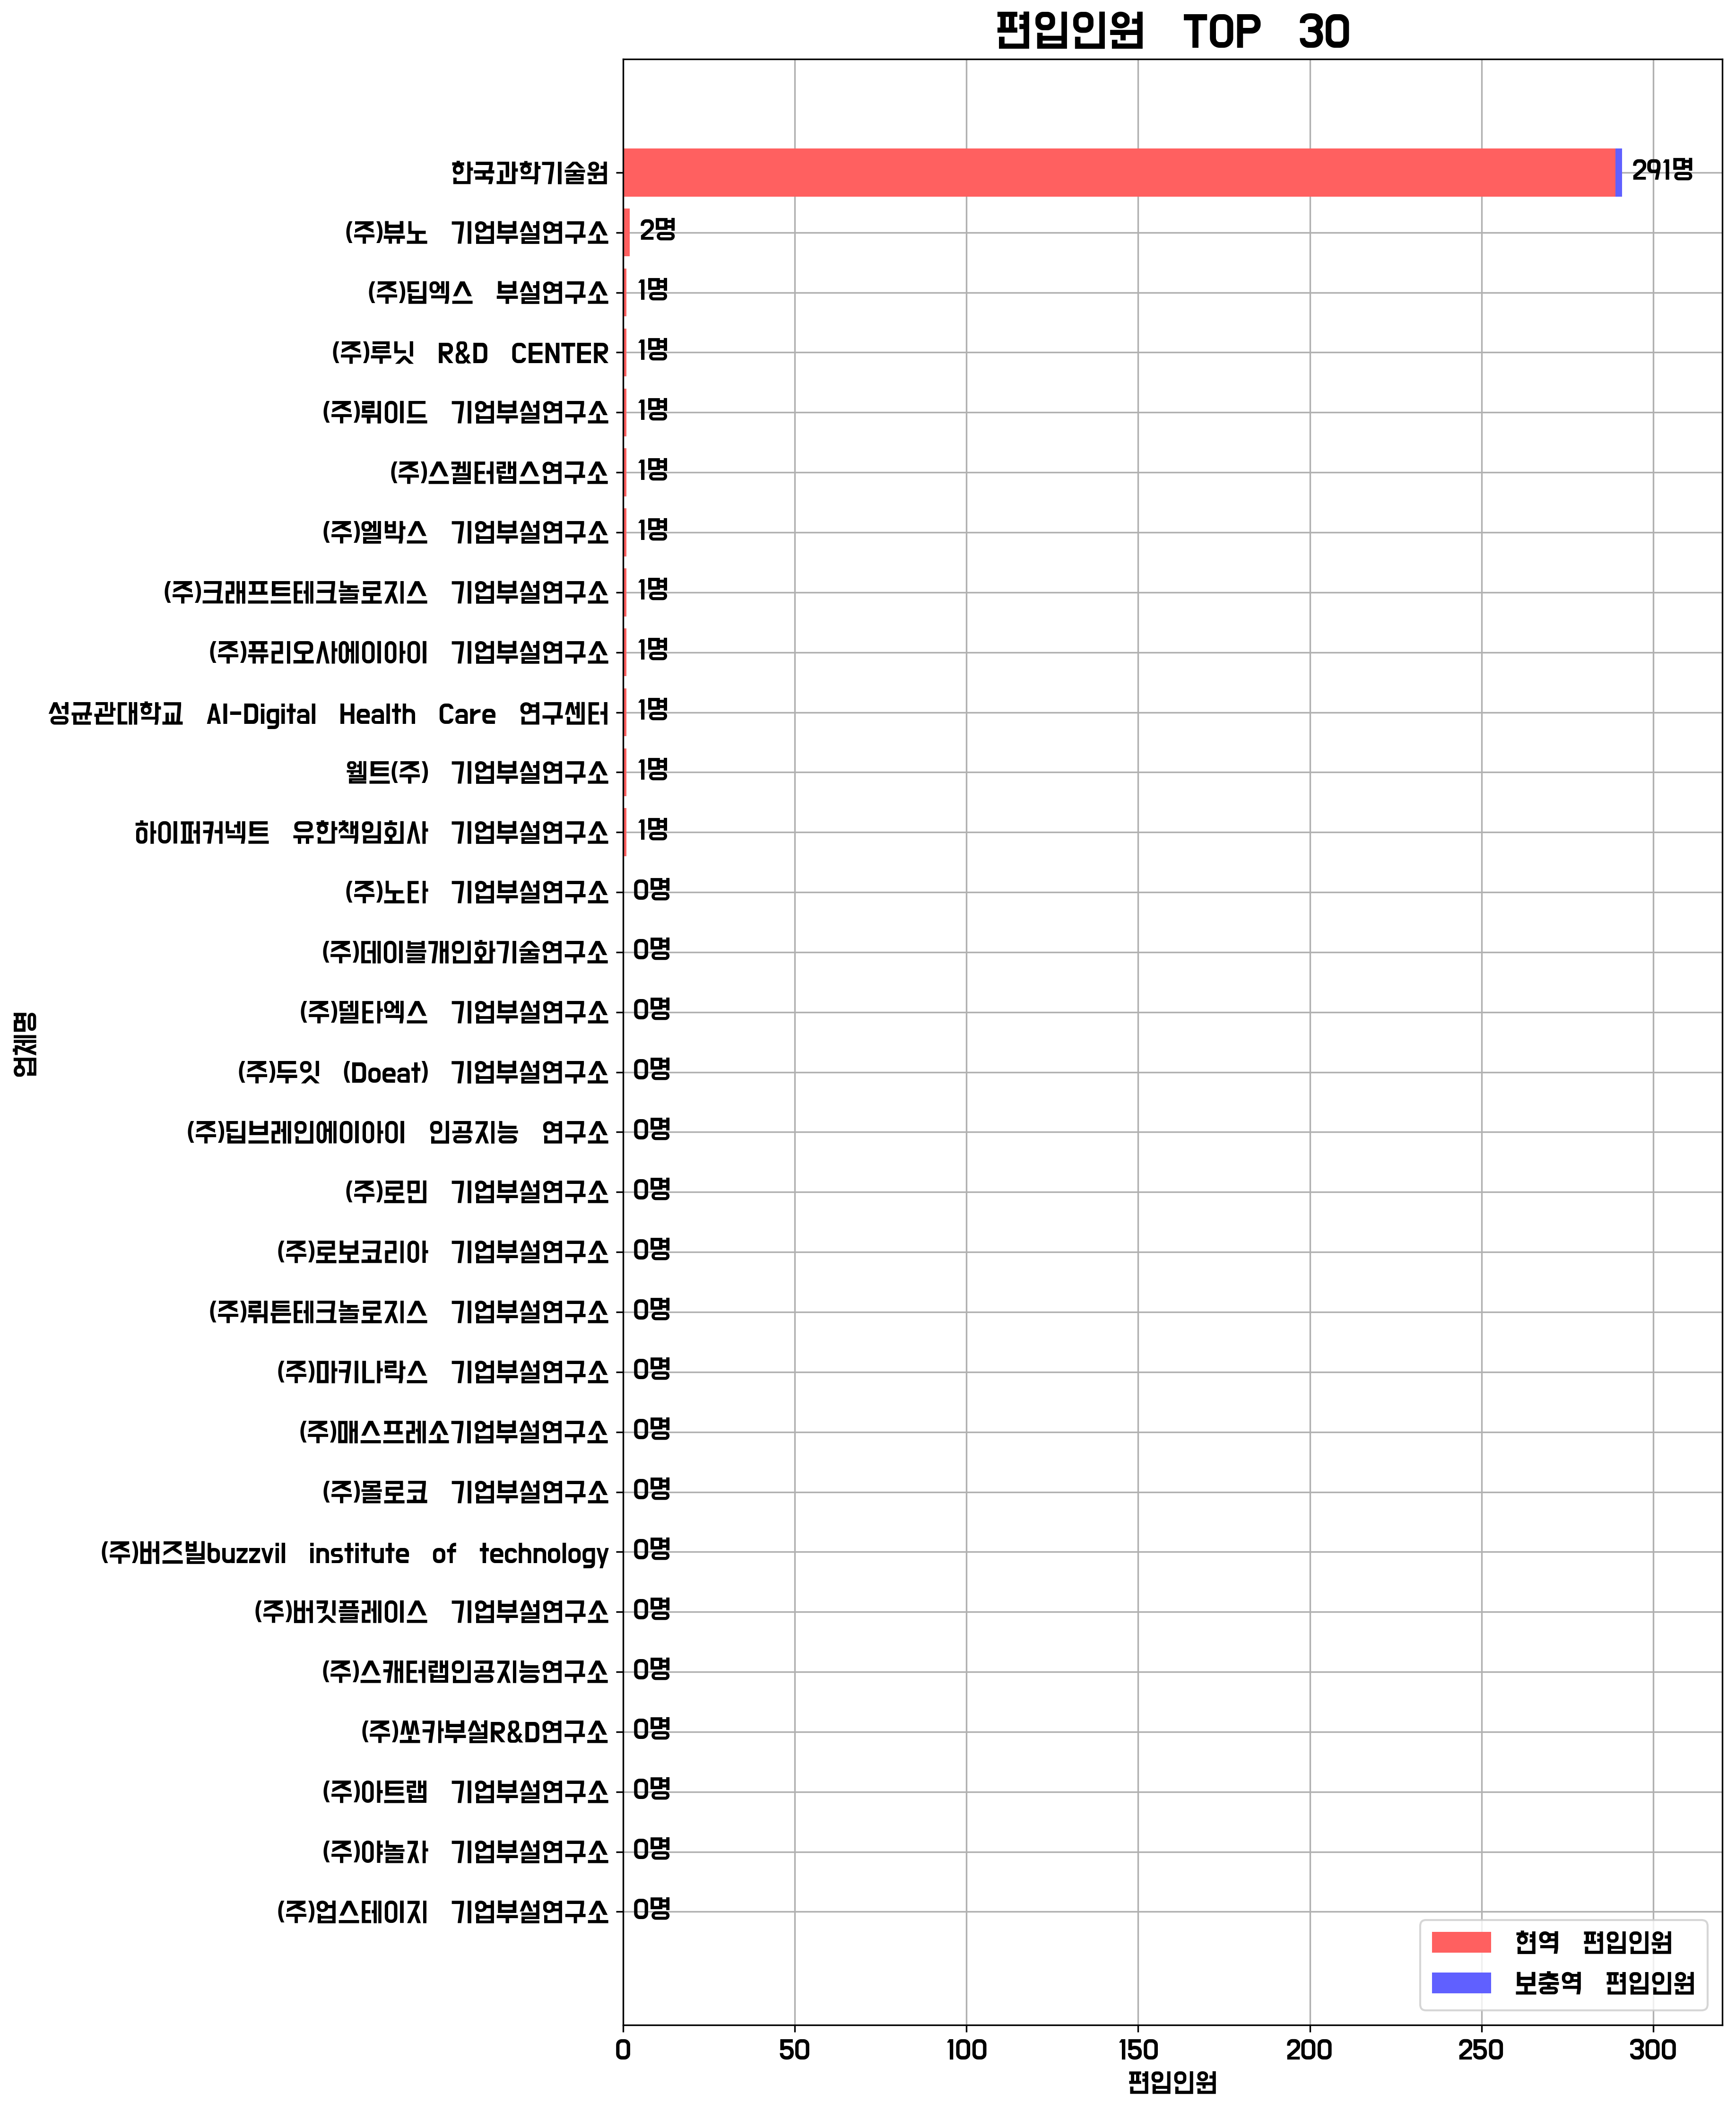 편입인원 TOP 30
한국과학기술원 291명
(주)뷰노 기업부설연구소 2명
(주)딥엑스 부설연구소 1명
(주)루닛 R&D CENTER 1명
(주)뤼이드 기업부설연구소 1명
(주)스켈터랩스연구소 1명
(주)엘박스 기업부설연구소 1명
(주)크래프트테크놀로지스 기업부설연구소 1명
(주)퓨리오사에이아이 기업부설연구소 1명
성균관대학교 AI-Digital Health Care 연구센터 1명
웰트(주) 기업부설연구소 1명
하이퍼커넥트 유한책임회사 기업부설연구소 1명
(주)노타 기업부설연구소 0명
(주)데이블개인화기술연구소 0명
(주)델타엑스 기업부설연구소 0명
(주)두잇 (Doeat) 기업부설연구소 0명
(주)딥브레인에이아이 인공지능 연구소 0명
(주)로민 기업부설연구소 0명
(주)로보코리아 기업부설연구소 0명
(주)뤼튼테크놀로지스 기업부설연구소 0명
(주)마키나락스 기업부설연구소 0명
(주)매스프레소기업부설연구소 0명
(주)몰로코 기업부설연구소 0명
(주)버즈빌buzzvil institute of technology 0명
(주)버킷플레이스 기업부설연구소 0명
(주)스캐터랩인공지능연구소 0명
(주)쏘카부설R&D연구소 0명
(주)아트랩 기업부설연구소 0명
(주)야놀자 기업부설연구소 0명
(주)업스테이지 기업부설연구소 0명
업체명
현역 편입인원
보충역 편입인원
0 50 100 150 200 250 300
편입인원